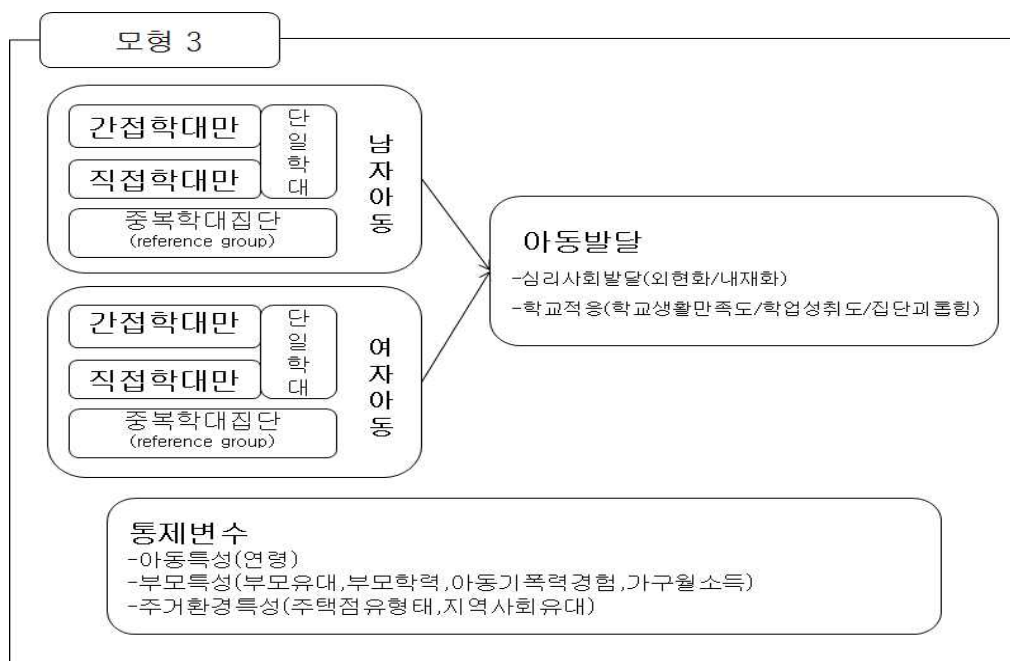 모형 3
간접학대만
직접학대만
단일학대
중복학대집단
(reference group)
남자아동
간접학대만
직접학대만
단일학대
중복학대집단
(reference group)
여자아동
아동발달
-심리사회발달(외현화/내재화)
-학교적응(학교생활만족도/학업성취도/집단괴롭힘)
통제변수
-아동특성(연령)
-부모특성(부모유대,부모학력,아동기폭력경험,가구월소득)
-주거환경특성(주택점유형태,지역사회유대)